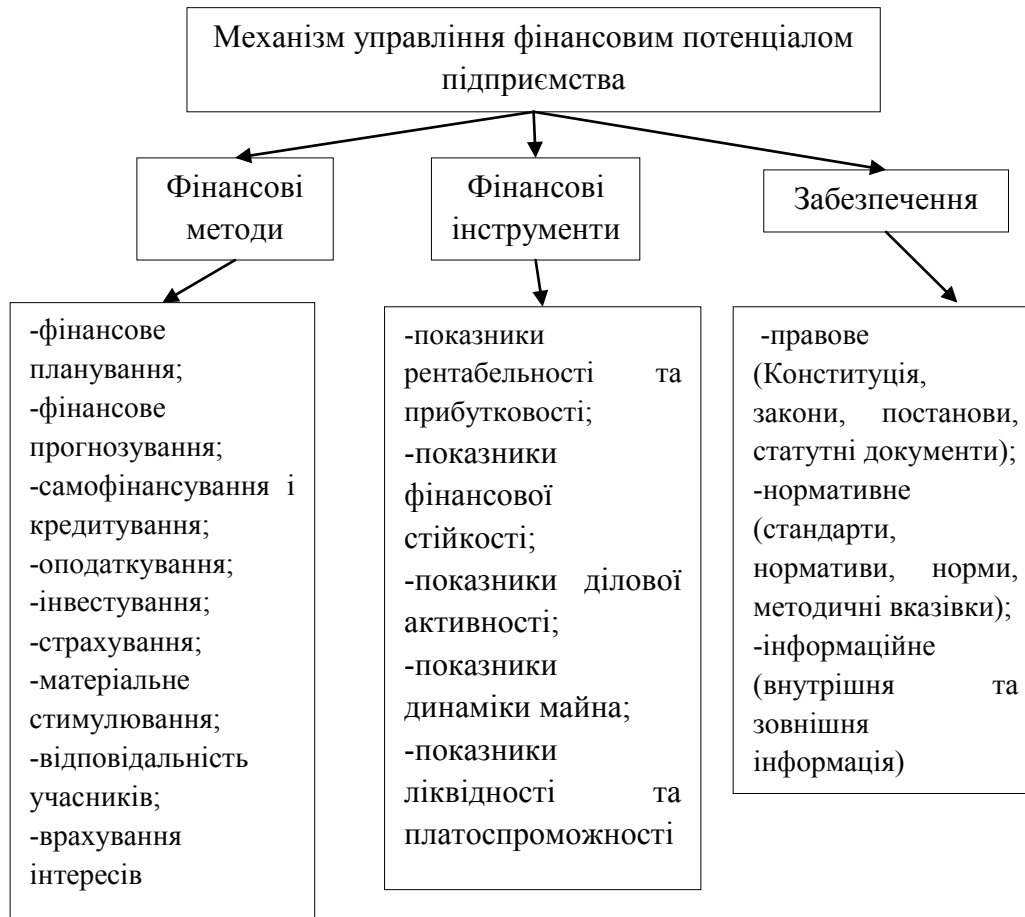 Механізм управління фінансовим потенціалом
підприємства
Фінансові
методи
Фінансові
інструменти
Забезпечення
-фінансове
планування;
-фінансове
прогнозування;
-самофінансування і
кредитування;
-оподаткування;
-інвестування;
-страхування;
-матеріальне
стимулювання;
-відповідальність
учасників;
-врахування
інтересів
-показники
рентабельності та
прибутковості;
-показники
фінансової
стійкості;
-показники ділової
активності;
-показники
динаміки майна;
-показники
ліквідності та
платоспроможності
-правове
(Конституція,
закони, постанови,
статутні документи);
-нормативне
(стандарти,
нормативи, норми,
методичні вказівки);
-інформаційне
(внутрішня та
зовнішня
інформація)